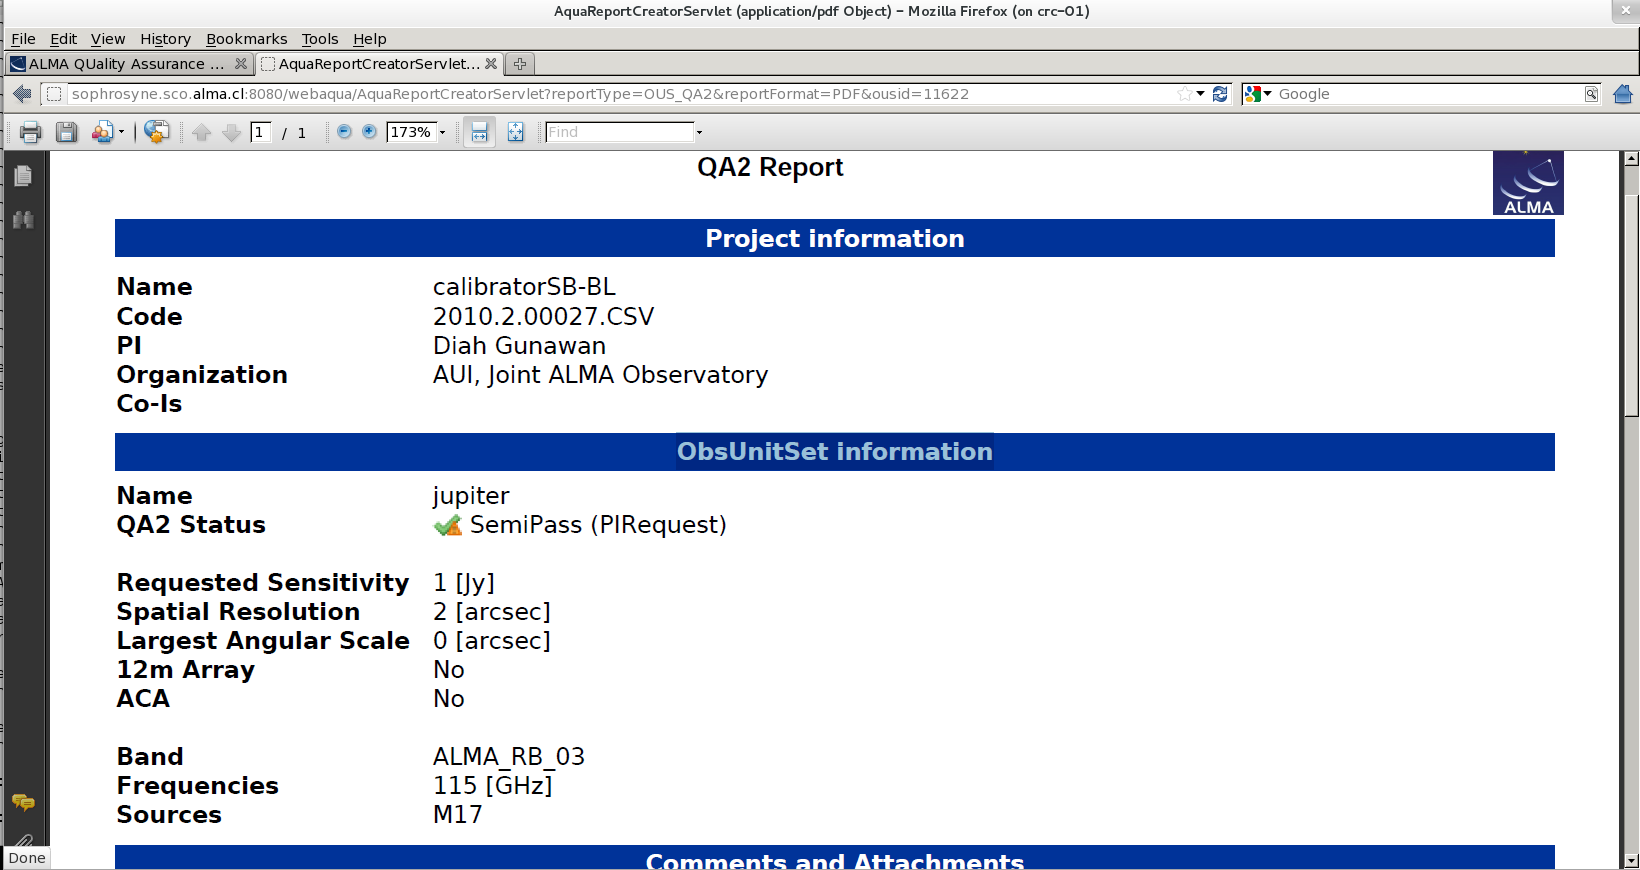 AquaReportCreatorServlet (application/pdf Object) – Mozilla Firefox (on crc–01)
File Edit View History Bookmarks Tools Help
ALMA QUality Assurance ... AquaReportCreatorServlet...
sophrosyne.sco.alma.cl:8080/webaqua/AquaReportCreatorServlet?reportType=OUS_QA2&reportFormat=PDF&ousid=11622 Google
1 / 1 173% Find
QA2 Report
ALMA
Project information
Name calibratorSB-BL
Code 2010.2.00027.CSV
PI Diah Gunawan
Organization AUI, Joint ALMA Observatory
Co-Is
ObsUnitSet information
Name jupiter
QA2 Status SemiPass (PIRequest)
Requested Sensitivity 1 [Jy]
Spatial Resolution 2 [arcsec]
Largest Angular Scale 0 [arcsec]
12m Array No
ACA No
Band ALMA_RB_03
Frequencies 115 [GHz]
Sources M17
Comments and Attachments
Done